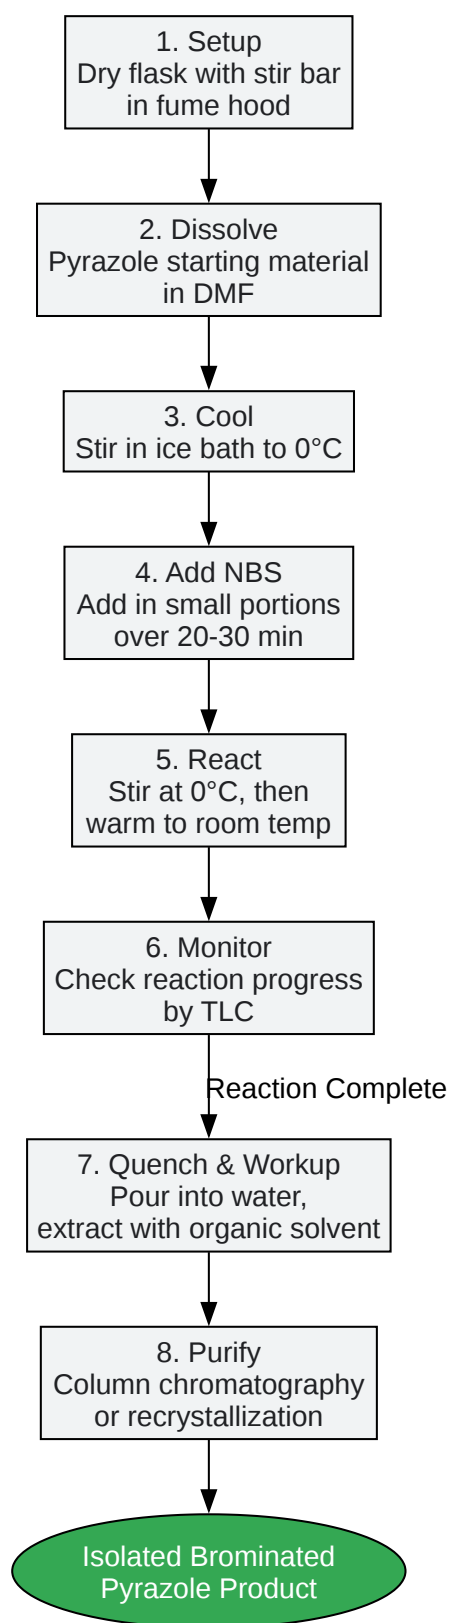 1. Setup
Dry flask with stir bar
in fume hood
2. Dissolve
Pyrazole starting material
in DMF
3. Cool
Stir in ice bath to 0°C
4. Add NBS
Add in small portions
over 20-30 min
5. React
Stir at 0°C, then
warm to room temp
6. Monitor
Check reaction progress
by TLC
Reaction Complete
7. Quench & Workup
Pour into water,
extract with organic solvent
8. Purify
Column chromatography
or recrystallization
Isolated Brominated
Pyrazole Product